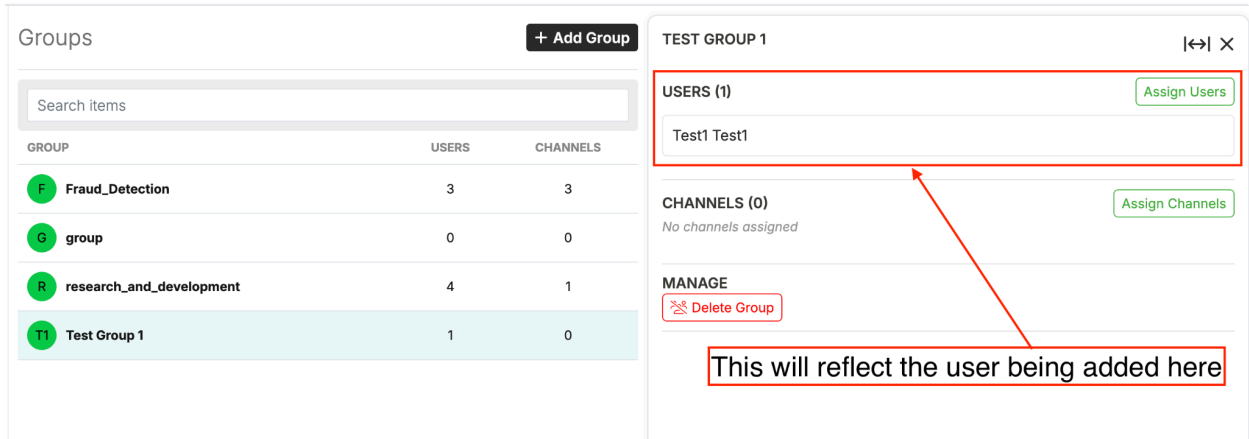 Groups
+ Add Group
Search items
GROUP USERS CHANNELS
F Fraud_Detection 3 3
G group 0 0
R research_and_development 4 1
T1 Test Group 1 1 0
TEST GROUP 1
USERS (1) Assign Users
Test1 Test1
CHANNELS (0) Assign Channels
No channels assigned
MANAGE
Delete Group
This will reflect the user being added here